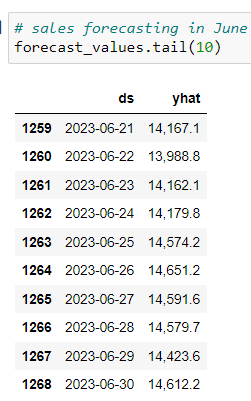 # sales forecasting in June
forecast_values.tail(10)
ds yhat
1259 2023-06-21 14,167.1
1260 2023-06-22 13,988.8
1261 2023-06-23 14,162.1
1262 2023-06-24 14,179.8
1263 2023-06-25 14,574.2
1264 2023-06-26 14,651.2
1265 2023-06-27 14,591.6
1266 2023-06-28 14,579.7
1267 2023-06-29 14,423.6
1268 2023-06-30 14,612.2